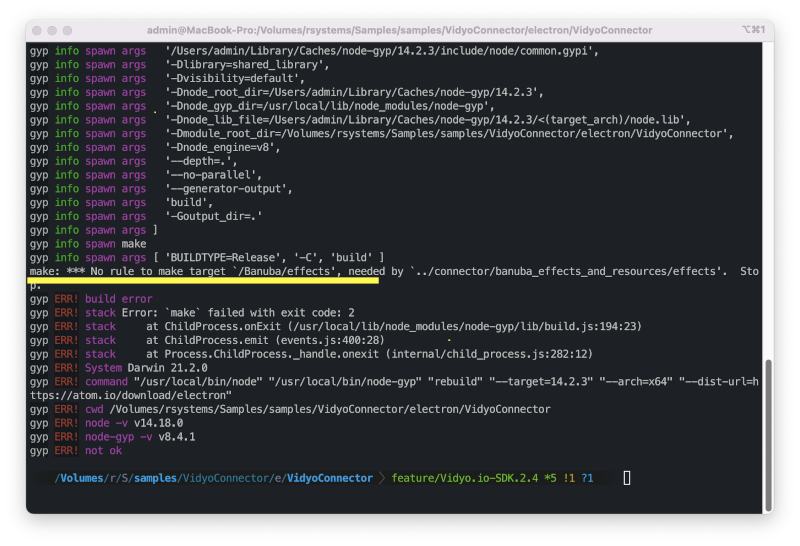 admin@MacBook-Pro:/Volumes/rsystems/Samples/samples/VidyoConnector/electron/VidyoConnector
⌥⌘1
gyp info spawn args   '/Users/admin/Library/Caches/node-gyp/14.2.3/include/node/common.gypi',
gyp info spawn args   '-Dlibrary=shared_library',
gyp info spawn args   '-Dvisibility=default',
gyp info spawn args   '-Dnode_root_dir=/Users/admin/Library/Caches/node-gyp/14.2.3',
gyp info spawn args   '-Dnode_gyp_dir=/usr/local/lib/node_modules/node-gyp',
gyp info spawn args   '-Dnode_lib_file=/Users/admin/Library/Caches/node-gyp/14.2.3/<(target_arch)/node.lib',
gyp info spawn args   '-Dmodule_root_dir=/Volumes/rsystems/Samples/samples/VidyoConnector/electron/VidyoConnector',
gyp info spawn args   '-Dnode_engine=v8',
gyp info spawn args   '--depth=.',
gyp info spawn args   '--no-parallel',
gyp info spawn args   '--generator-output',
gyp info spawn args   'build',
gyp info spawn args   '-Goutput_dir=.'
gyp info spawn args ]
gyp info spawn make
gyp info spawn args [ 'BUILDTYPE=Release', '-C', 'build' ]
make: *** No rule to make target `/Banuba/effects', needed by `../connector/banuba_effects_and_resources/effects'.  Sto
p.
gyp ERR! build error
gyp ERR! stack Error: `make` failed with exit code: 2
gyp ERR! stack     at ChildProcess.onExit (/usr/local/lib/node_modules/node-gyp/lib/build.js:194:23)
gyp ERR! stack     at ChildProcess.emit (events.js:400:28)
gyp ERR! stack     at Process.ChildProcess._handle.onexit (internal/child_process.js:282:12)
gyp ERR! System Darwin 21.2.0
gyp ERR! command "/usr/local/bin/node" "/usr/local/bin/node-gyp" "rebuild" "--target=14.2.3" "--arch=x64" "--dist-url=h
ttps://atom.io/download/electron"
gyp ERR! cwd /Volumes/rsystems/Samples/samples/VidyoConnector/electron/VidyoConnector
gyp ERR! node -v v14.18.0
gyp ERR! node-gyp -v v8.4.1
gyp ERR! not ok
/Volumes/r/S/samples/VidyoConnector/e/VidyoConnector feature/Vidyo.io-SDK.2.4 *5 !1 ?1